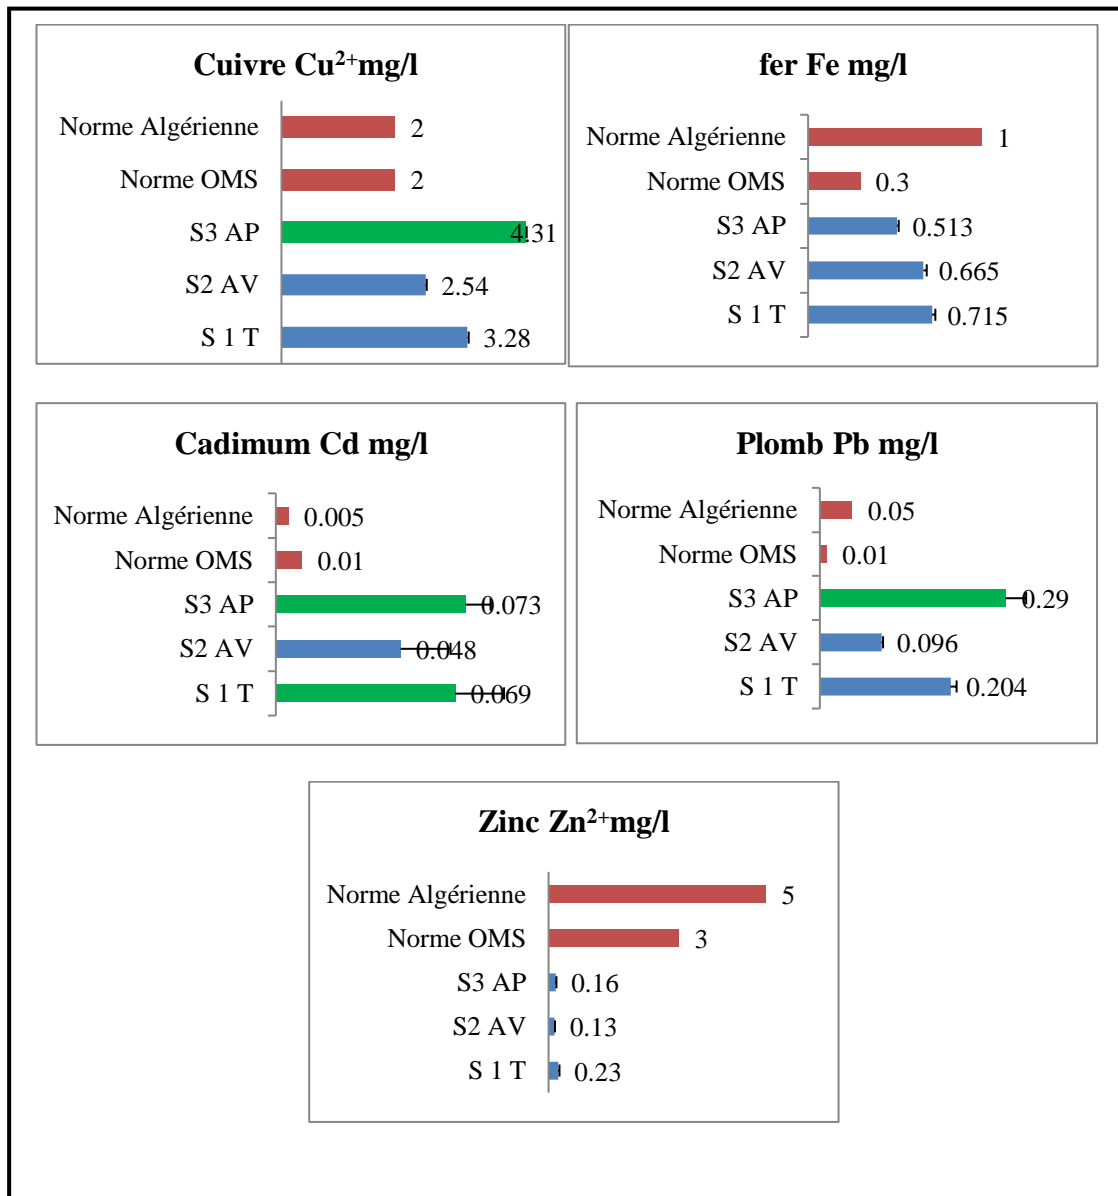 Cuivre Cu²⁺mg/l
Norme Algérienne 2
Norme OMS 2
S3 AP 4.31
S2 AV 2.54
S 1 T 3.28
fer Fe mg/l
Norme Algérienne 1
Norme OMS 0.3
S3 AP 0.513
S2 AV 0.665
S 1 T 0.715
Cadimum Cd mg/l
Norme Algérienne 0.005
Norme OMS 0.01
S3 AP 0.073
S2 AV 0.048
S 1 T 0.069
Plomb Pb mg/l
Norme Algérienne 0.05
Norme OMS 0.01
S3 AP 0.29
S2 AV 0.096
S 1 T 0.204
Zinc Zn²⁺mg/l
Norme Algérienne 5
Norme OMS 3
S3 AP 0.16
S2 AV 0.13
S 1 T 0.23